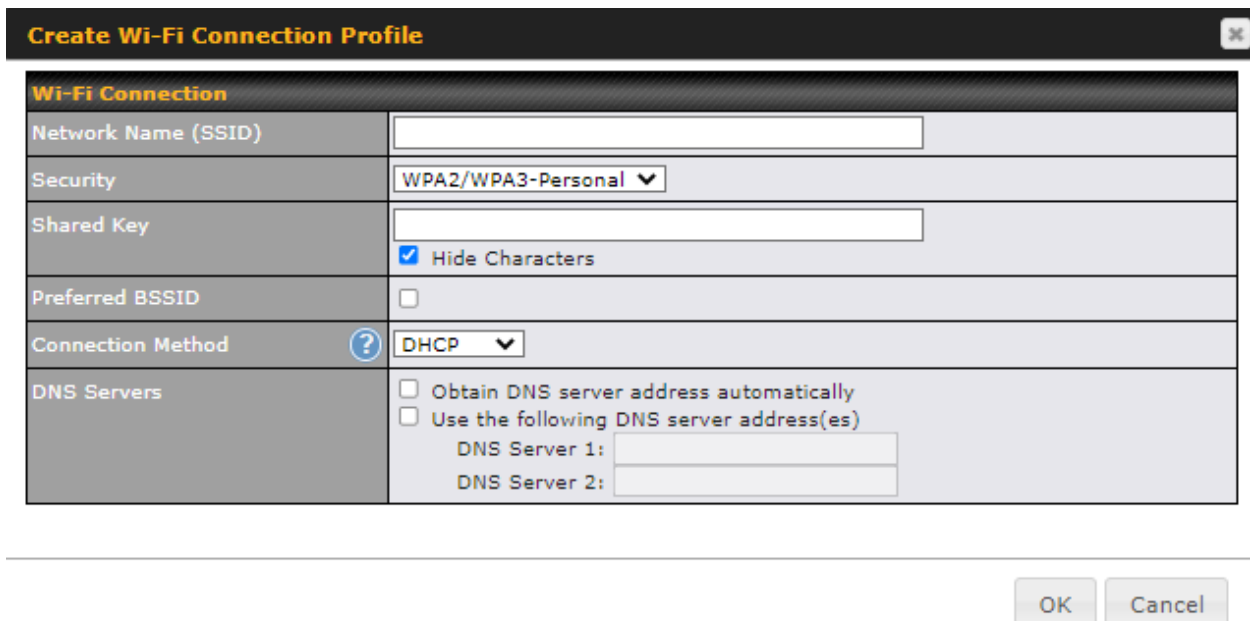 Create Wi-Fi Connection Profile
Wi-Fi Connection
Network Name (SSID)
Security WPA2/WPA3-Personal
Shared Key
Hide Characters
Preferred BSSID
Connection Method ? DHCP
DNS Servers Obtain DNS server address automatically
Use the following DNS server address(es)
DNS Server 1:
DNS Server 2:
OK Cancel